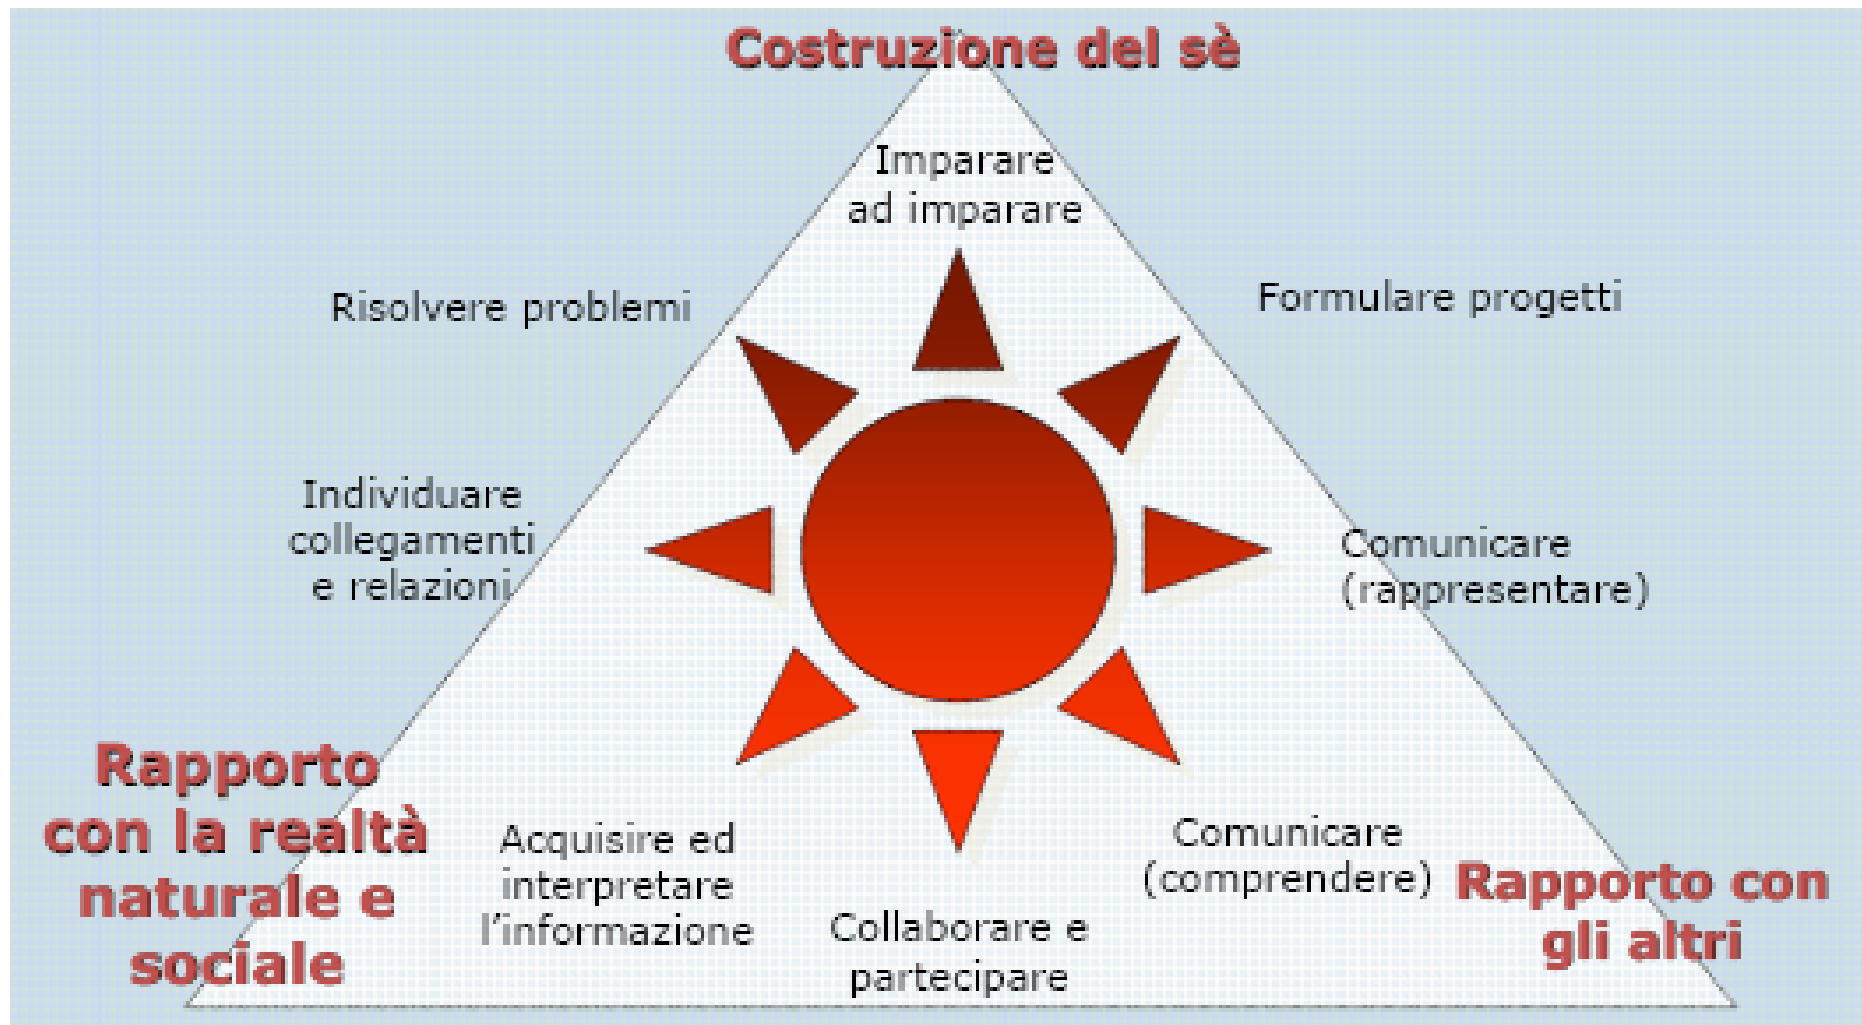 Costruzione del sè
Imparare
ad imparare
Risolvere problemi
Formulare progetti
Individuare
collegamenti
e relazioni
Comunicare
(rappresentare)
Rapporto
con la realtà
naturale e
sociale
Acquisire ed
interpretare
l'informazione
Collaborare e
partecipare
Comunicare
(comprendere)
Rapporto con
gli altri